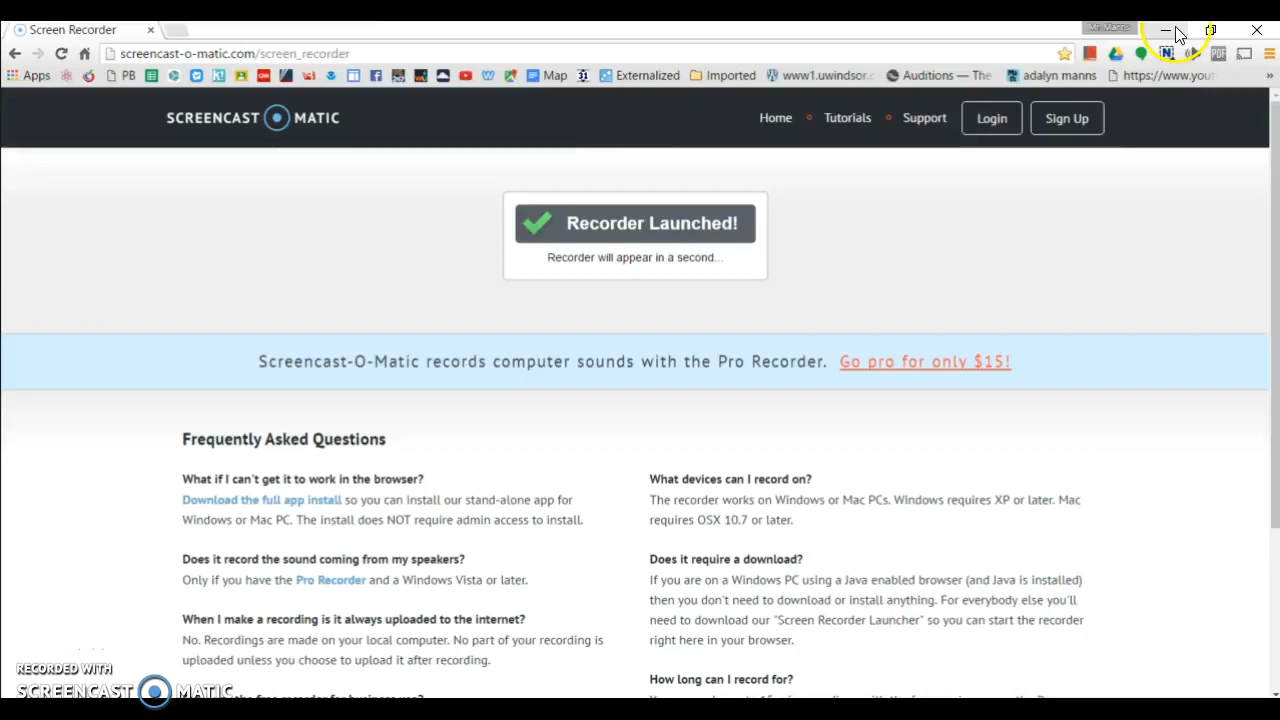 Screen Recorder
Mr. Manns
screencast-o-matic.com/screen_recorder
Apps
PB
Map
31
Externalized
Imported
www1.uwindsor.c
Auditions — The
adalyn manns
https://www.yout
»
SCREENCAST MATIC
Home
Tutorials
Support
Login
Sign Up
Recorder Launched!
Recorder will appear in a second...
Screencast-O-Matic records computer sounds with the Pro Recorder. Go pro for only $15!
Frequently Asked Questions
What if I can't get it to work in the browser?
Download the full app install so you can install our stand-alone app for
Windows or Mac PC. The install does NOT require admin access to install.
Does it record the sound coming from my speakers?
Only if you have the Pro Recorder and a Windows Vista or later.
When I make a recording is it always uploaded to the internet?
No. Recordings are made on your local computer. No part of your recording is
uploaded unless you choose to upload it after recording.
What devices can I record on?
The recorder works on Windows or Mac PCs. Windows requires XP or later. Mac
requires OSX 10.7 or later.
Does it require a download?
If you are on a Windows PC using a Java enabled browser (and Java is installed)
then you don't need to download or install anything. For everybody else you'll
need to download our "Screen Recorder Launcher" so you can start the recorder
right here in your browser.
How long can I record for?
RECORDED WITH
SCREENCAST MATIC